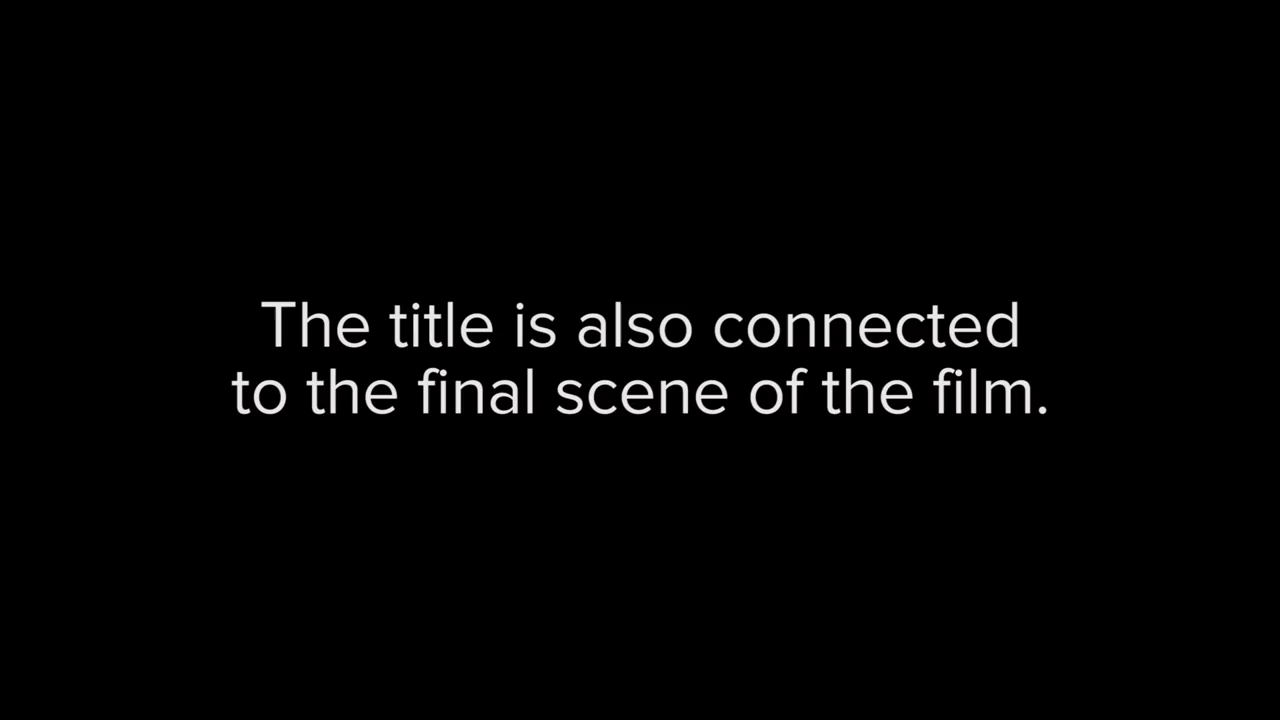 The title is also connected
to the final scene of the film.